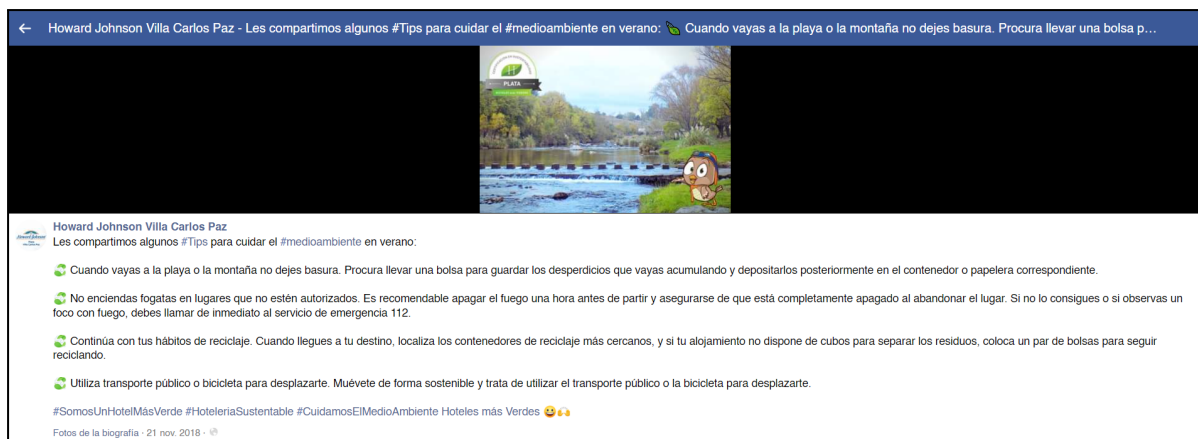 Howard Johnson Villa Carlos Paz - Les compartimos algunos #Tips para cuidar el #medioambiente en verano: Cuando vayas a la playa o la montaña no dejes basura. Procura llevar una bolsa p...
PLATA
Howard Johnson Villa Carlos Paz
Les compartimos algunos #Tips para cuidar el #medioambiente en verano:
Cuando vayas a la playa o la montaña no dejes basura. Procura llevar una bolsa para guardar los desperdicios que vayas acumulando y depositarlos posteriormente en el contenedor o papelera correspondiente.
No enciendas fogatas en lugares que no estén autorizados. Es recomendable apagar el fuego una hora antes de partir y asegurarse de que está completamente apagado al abandonar el lugar. Si no lo consigues o si observas un
foco con fuego, debes llamar de inmediato al servicio de emergencia 112.
Continúa con tus hábitos de reciclaje. Cuando llegues a tu destino, localiza los contenedores de reciclaje más cercanos, y si tu alojamiento no dispone de cubos para separar los residuos, coloca un par de bolsas para seguir
reciclando.
Utiliza transporte público o bicicleta para desplazarte. Muévete de forma sostenible y trata de utilizar el transporte público o la bicicleta para desplazarte.
#SomosUnHotelMásVerde #HoteleriaSustentable #CuidamosElMedioAmbiente Hoteles más Verdes 😀🙌
Fotos de la biografía · 21 nov. 2018 ·